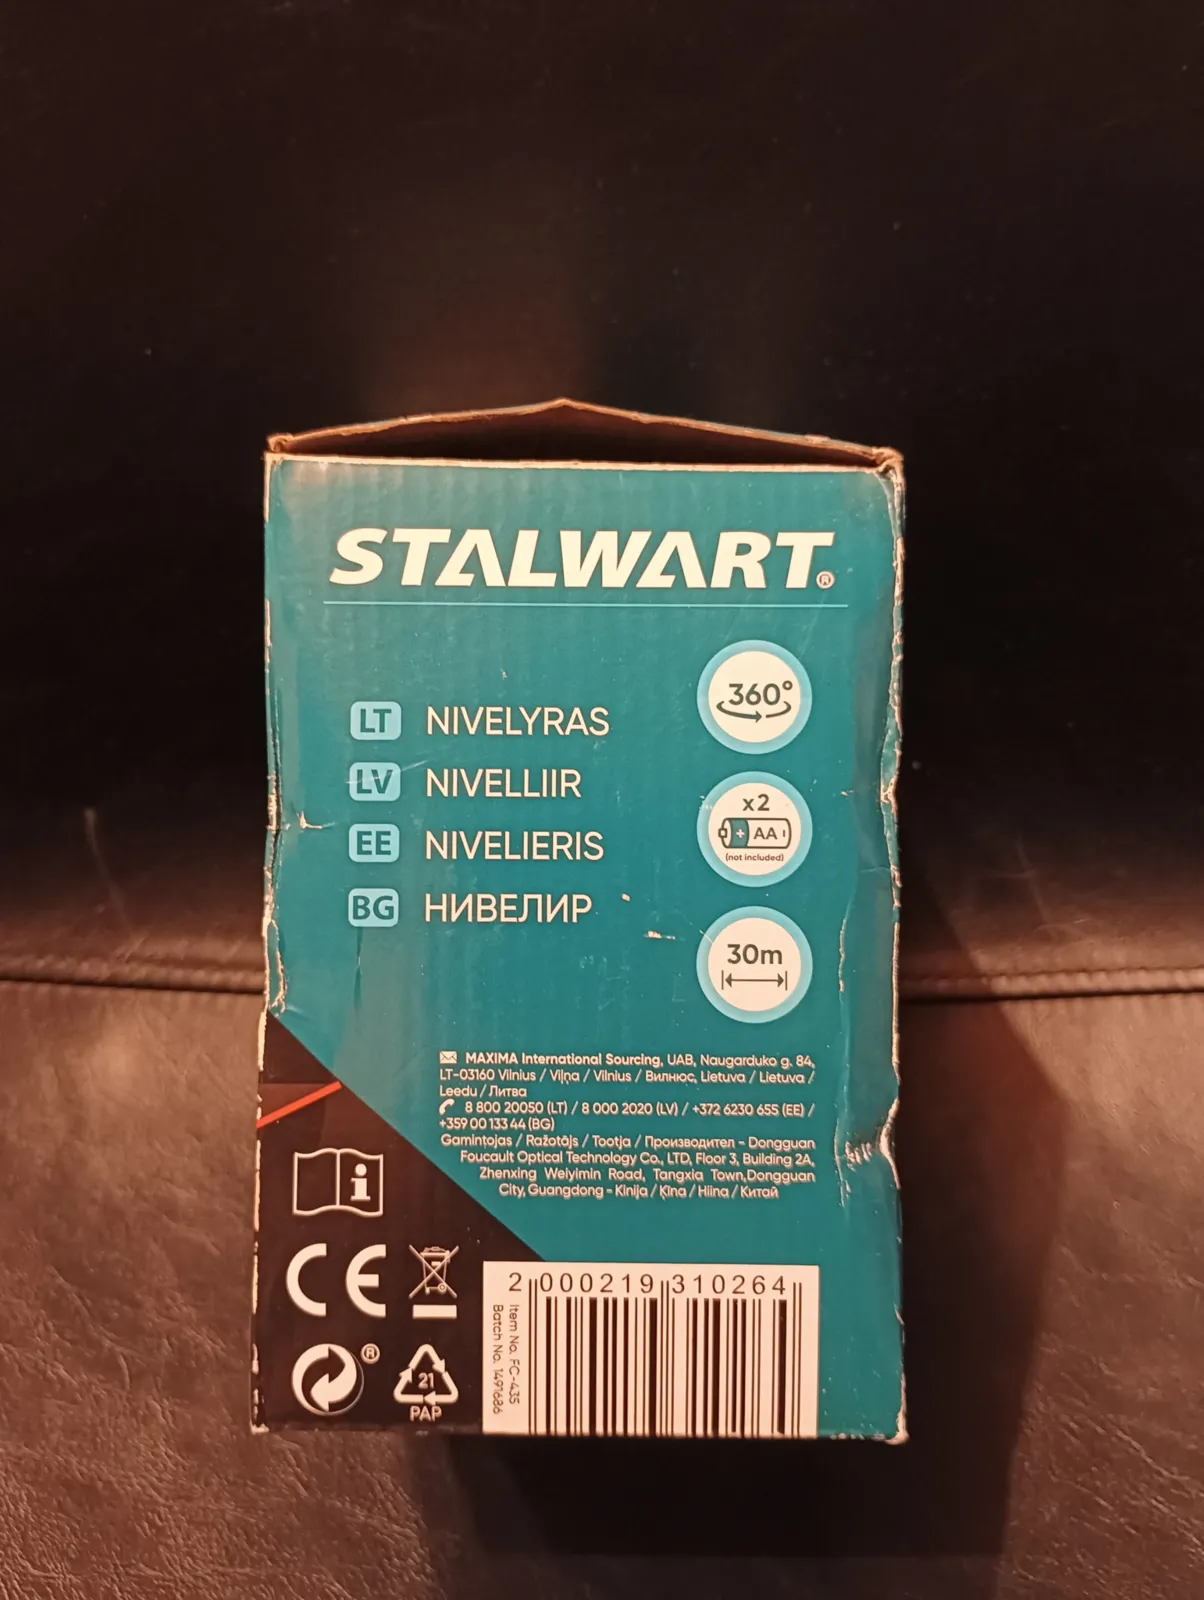 STALWART®
LT NIVELYRAS
LV NIVELLIIR
EE NIVELIERIS
BG НИВЕЛИР
360°
x2
+ AA
(not included)
30m
MAXIMA International Sourcing, UAB, Naugarduko g. 84,
LT-03160 Vilnius / Viļņa / Vilnius / Вилнюс, Lietuva / Lietuva /
Leedu / Литва
8 800 20050 (LT) / 8 000 2020 (LV) / +372 6230 655 (EE) /
+359 00 133 44 (BG)
Gamintojas / Ražotājs / Tootja / Производител - Dongguan
Foucault Optical Technology Co., LTD, Floor 3, Building 2A,
Zhenxing Weiyimin Road, Tangxia Town,Dongguan
City, Guangdong - Kinija / Ķīna / Hiina / Китай
i
CE
®
21
PAP
2 000219 310264
Item No. FC-435
Batch No. 1491686